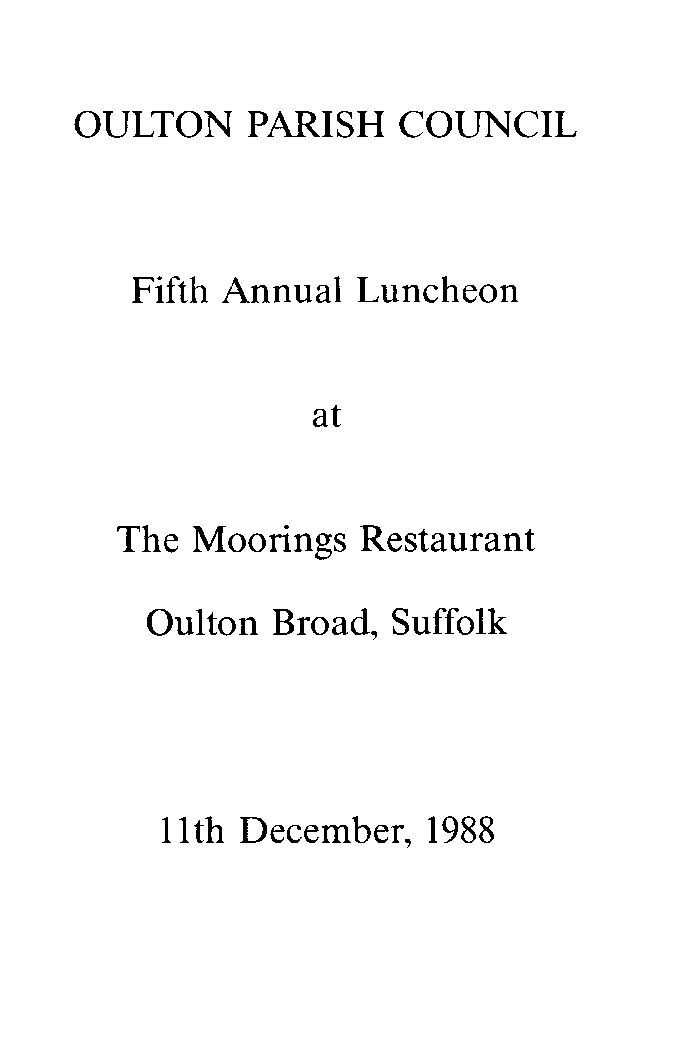 OULTON PARISH COUNCIL
Fifth Annual Luncheon
at
The Moorings Restaurant
Oulton Broad, Suffolk
11th December, 1988